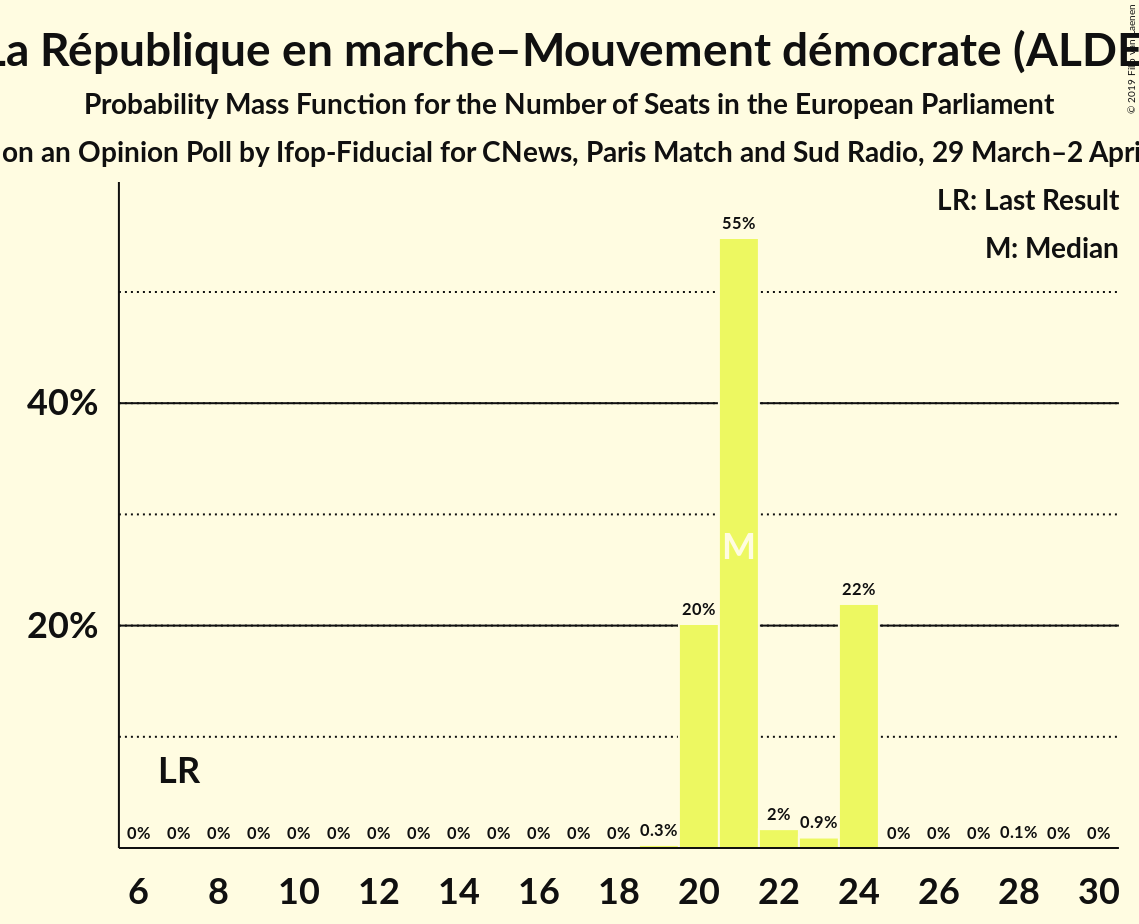 La République en marche–Mouvement démocrate (ALDE
Probability Mass Function for the Number of Seats in the European Parliament
on an Opinion Poll by Ifop-Fiducial for CNews, Paris Match and Sud Radio, 29 March–2 Apri
© 2019
LR: Last Result
M: Median
55%
40%
M
22%
20%
20%
LR
0% 0% 0% 0% 0% 0% 0% 0% 0% 0% 0% 0% 0% 0.3% 2% 0.9% 0% 0% 0% 0.1% 0% 0%
6 8 10 12 14 16 18 20 22 24 26 28 30